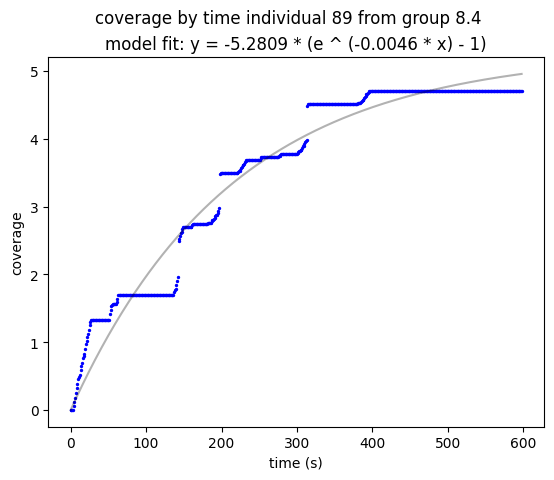 coverage by time individual 89 from group 8.4
model fit: y = -5.2809 * (e ^ (-0.0046 * x) - 1)
5
4
3
2
1
0
coverage
0 100 200 300 400 500 600
time (s)